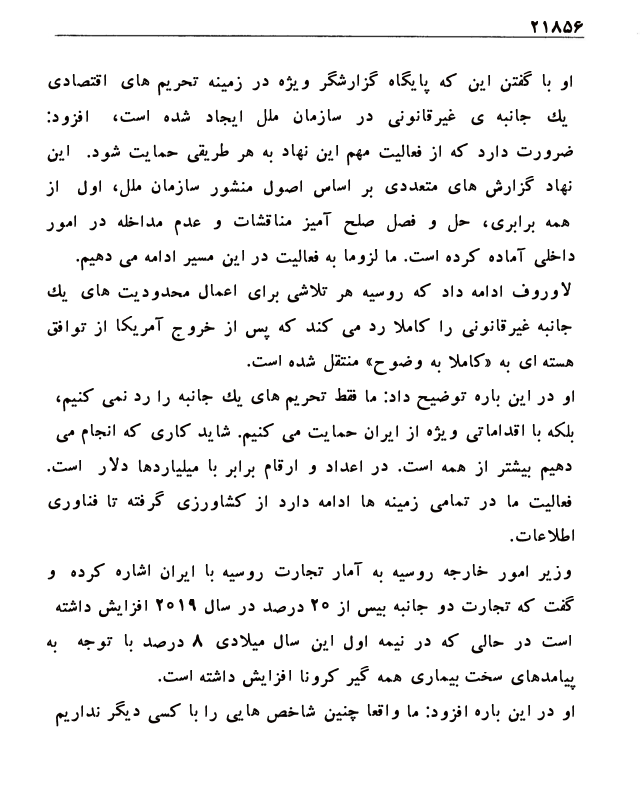 ۲۱۸۵۶
او با گفتن این که پایگاه گزارشگر ویژه در زمینه تحریم های اقتصادی
یك جانبه ی غیرقانونی در سازمان ملل ایجاد شده است، افزود:
ضرورت دارد که از فعالیت مهم این نهاد به هر طریقی حمایت شود. این
نهاد گزارش های متعددی بر اساس اصول منشور سازمان ملل، اول از
همه برابری، حل و فصل صلح آمیز مناقشات و عدم مداخله در امور
داخلی آماده کرده است. ما لزوما به فعالیت در این مسیر ادامه می دهیم.
لاوروف ادامه داد که روسیه هر تلاشی برای اعمال محدودیت های یك
جانبه غیرقانونی را کاملا رد می کند که پس از خروج آمریکا از توافق
هسته ای به «کاملا به وضوح» منتقل شده است.
او در این باره توضیح داد: ما فقط تحریم های یك جانبه را رد نمی کنیم،
بلکه با اقداماتی ویژه از ایران حمایت می کنیم. شاید کاری که انجام می
دهیم بیشتر از همه است. در اعداد و ارقام برابر با میلیاردها دلار است.
فعالیت ما در تمامی زمینه ها ادامه دارد از کشاورزی گرفته تا فناوری
اطلاعات.
وزیر امور خارجه روسیه به آمار تجارت روسیه با ایران اشاره کرده و
گفت که تجارت دو جانبه بیس از ۲۰ درصد در سال ۲۰۱۹ افزایش داشته
است در حالی که در نیمه اول این سال میلادی ۸ درصد با توجه به
پیامدهای سخت بیماری همه گیر کرونا افزایش داشته است.
او در این باره افزود: ما واقعا چنین شاخص هایی را با کسی دیگر نداریم